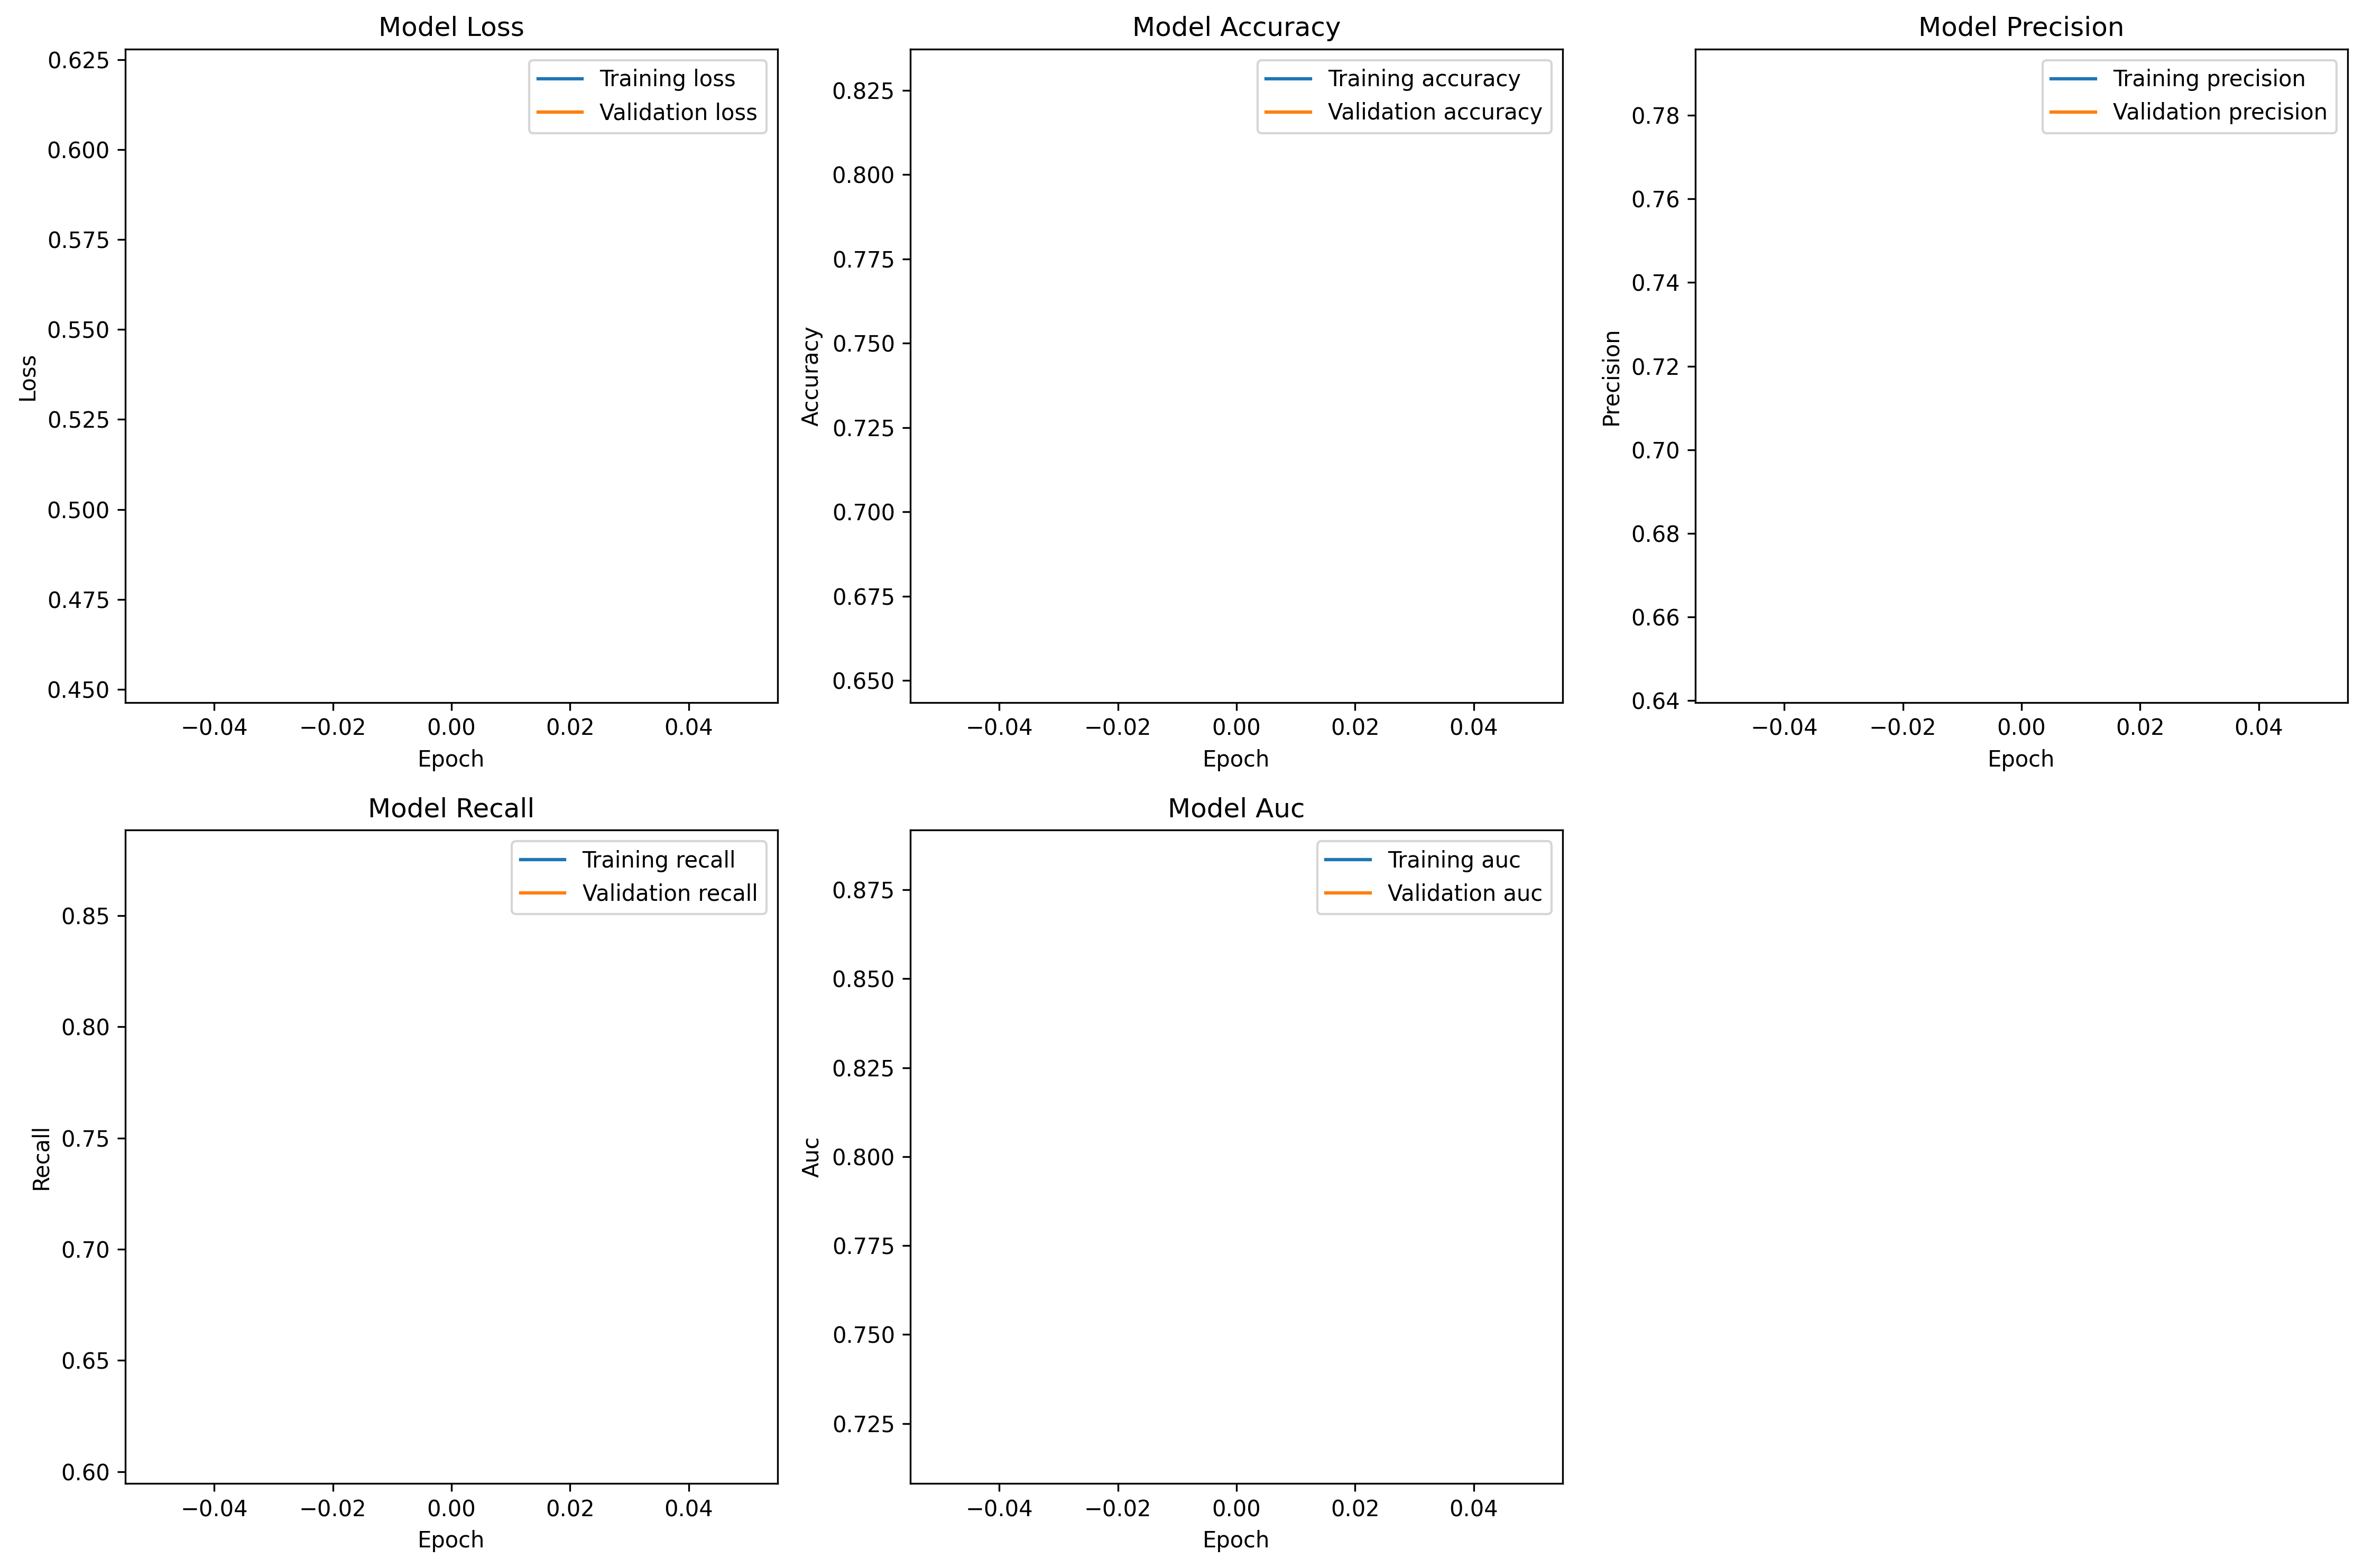 Model Loss
Training loss
Validation loss
0.625
0.600
0.575
0.550
0.525
0.500
0.475
0.450
Loss
−0.04 −0.02 0.00 0.02 0.04
Epoch
Model Accuracy
Training accuracy
Validation accuracy
0.825
0.800
0.775
0.750
0.725
0.700
0.675
0.650
Accuracy
−0.04 −0.02 0.00 0.02 0.04
Epoch
Model Precision
Training precision
Validation precision
0.78
0.76
0.74
0.72
0.70
0.68
0.66
0.64
Precision
−0.04 −0.02 0.00 0.02 0.04
Epoch
Model Recall
Training recall
Validation recall
0.85
0.80
0.75
0.70
0.65
0.60
Recall
−0.04 −0.02 0.00 0.02 0.04
Epoch
Model Auc
Training auc
Validation auc
0.875
0.850
0.825
0.800
0.775
0.750
0.725
Auc
−0.04 −0.02 0.00 0.02 0.04
Epoch